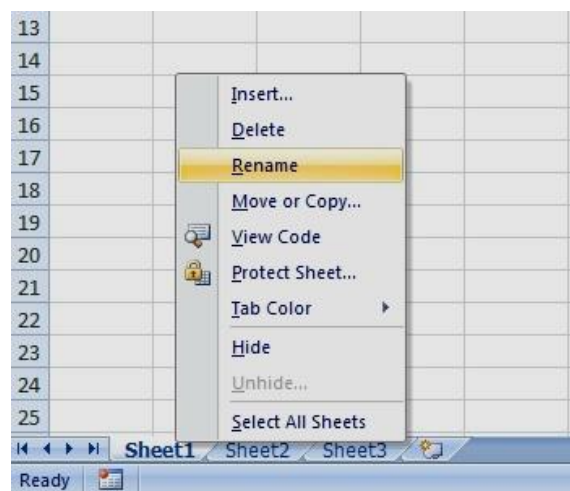 13
14
15
Insert...
16
Delete
17
Rename
18
Move or Copy...
19
View Code
20
Protect Sheet...
21
Tab Color
22
23
Hide
24
Unhide...
25
Select All Sheets
Sheet1 Sheet2 Sheet3
Ready